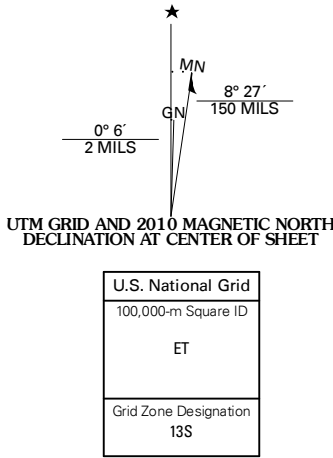 MN
GN
8° 27´
150 MILS
0° 6´
2 MILS
UTM GRID AND 2010 MAGNETIC NORTH
DECLINATION AT CENTER OF SHEET
U.S. National Grid
100,000-m Square ID
ET
Grid Zone Designation
13S